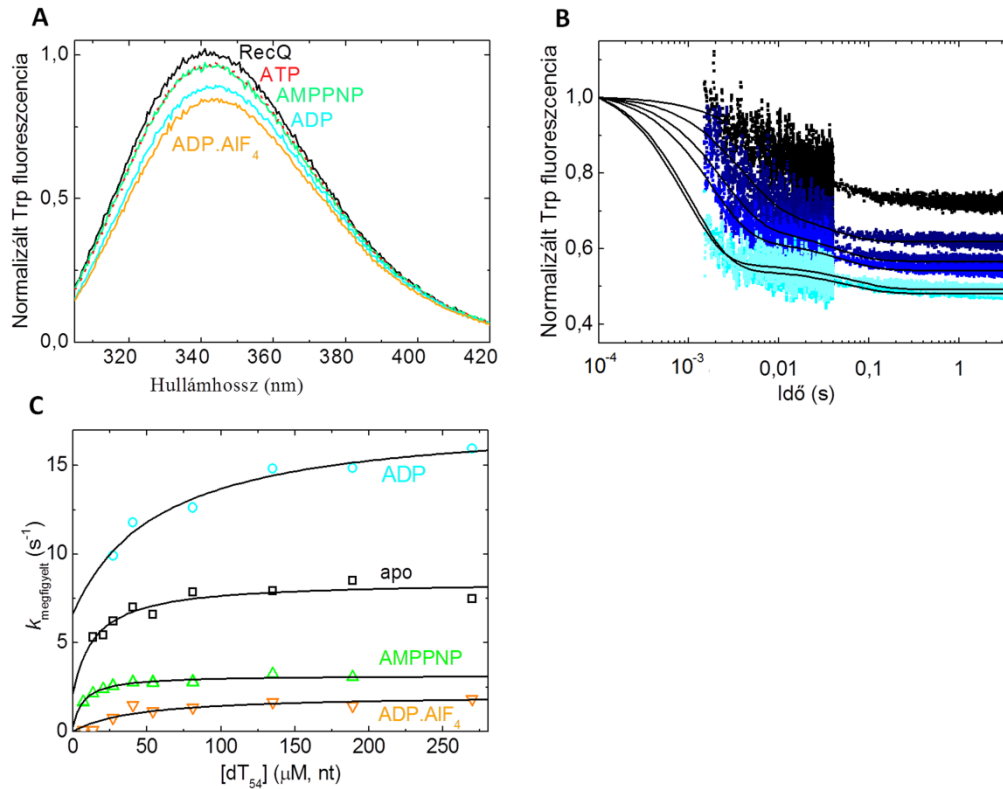 A
Normalizált Trp fluoreszcencia
1,0
0,5
0,0
RecQ
ATP
AMPPNP
ADP
ADP.AlF₄
320 340 360 380 400 420
Hullámhossz (nm)
B
Normalizált Trp fluoreszcencia
1,0
0,8
0,6
0,4
10⁻⁴ 10⁻³ 0,01 0,1 1
Idő (s)
C
k megfigyelt (s⁻¹)
15
10
5
0
ADP
apo
AMPPNP
ADP.AlF₄
0 50 100 150 200 250
[dT₅₄] (μM, nt)